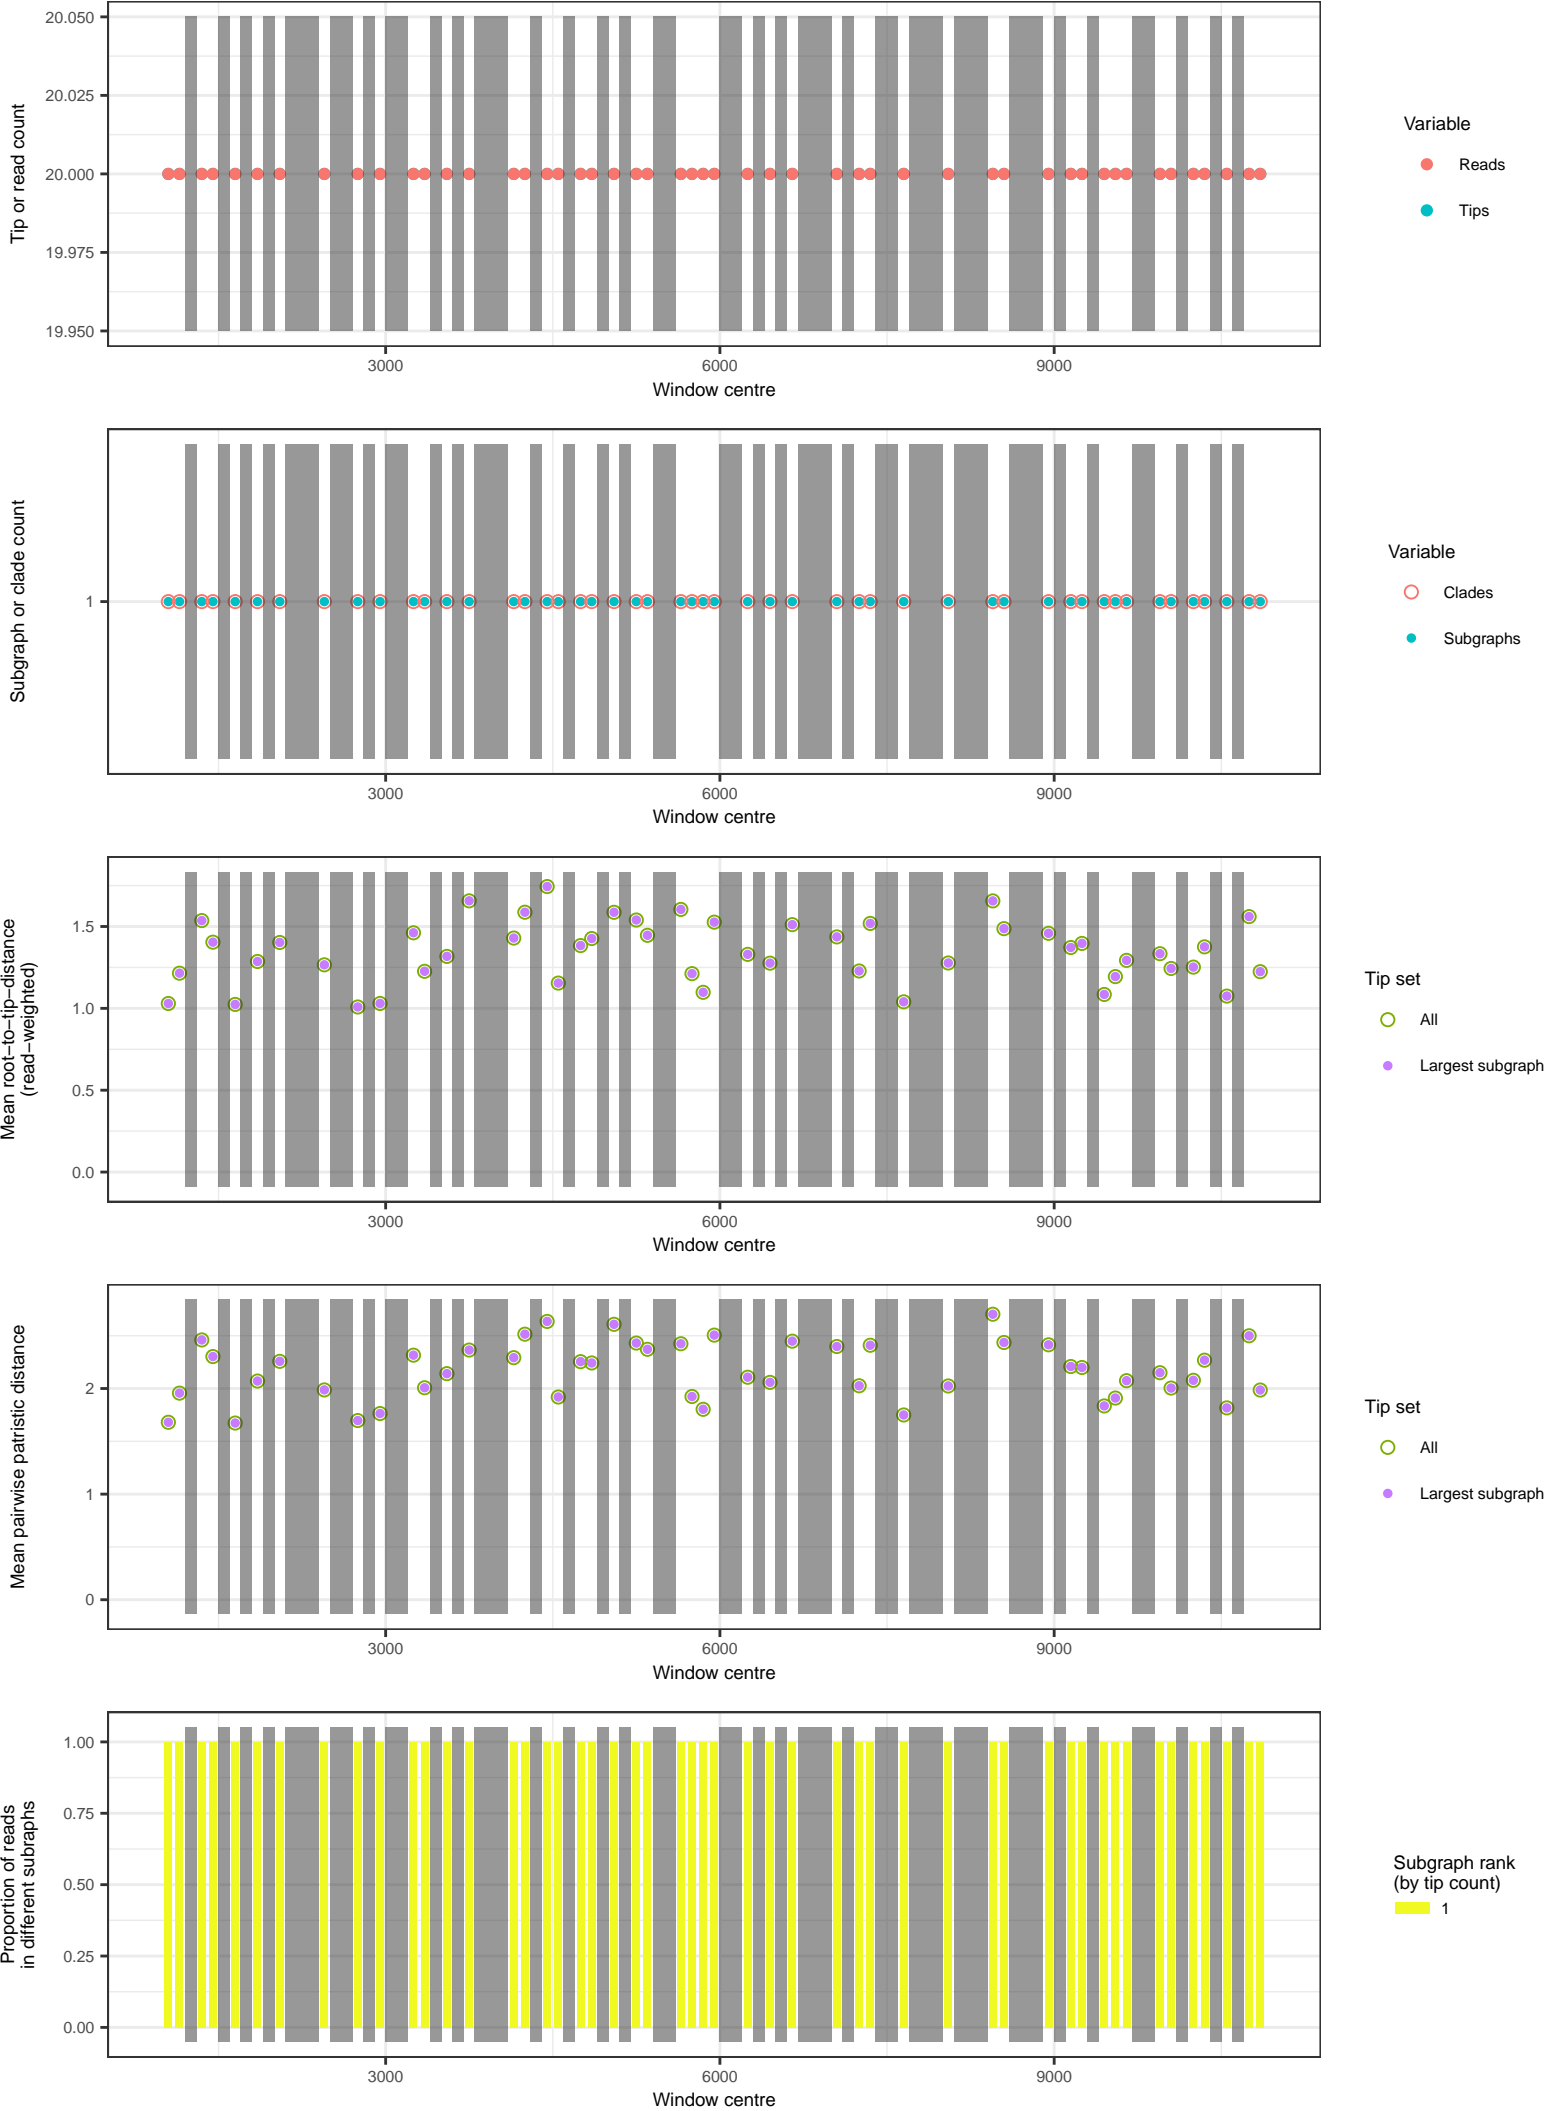 20.050
20.025
20.000
19.975
19.950
Tip or read count
3000
6000
9000
Window centre
Variable
Reads
Tips
Subgraph or clade count
1
3000
6000
9000
Window centre
Variable
Clades
Subgraphs
Mean root−to−tip−distance
(read−weighted)
1.5
1.0
0.5
0.0
3000
6000
9000
Window centre
Tip set
All
Largest subgraph
Mean pairwise patristic distance
2
1
0
3000
6000
9000
Window centre
Tip set
All
Largest subgraph
Proportion of reads
in different subraphs
1.00
0.75
0.50
0.25
0.00
3000
6000
9000
Window centre
Subgraph rank
(by tip count)
1